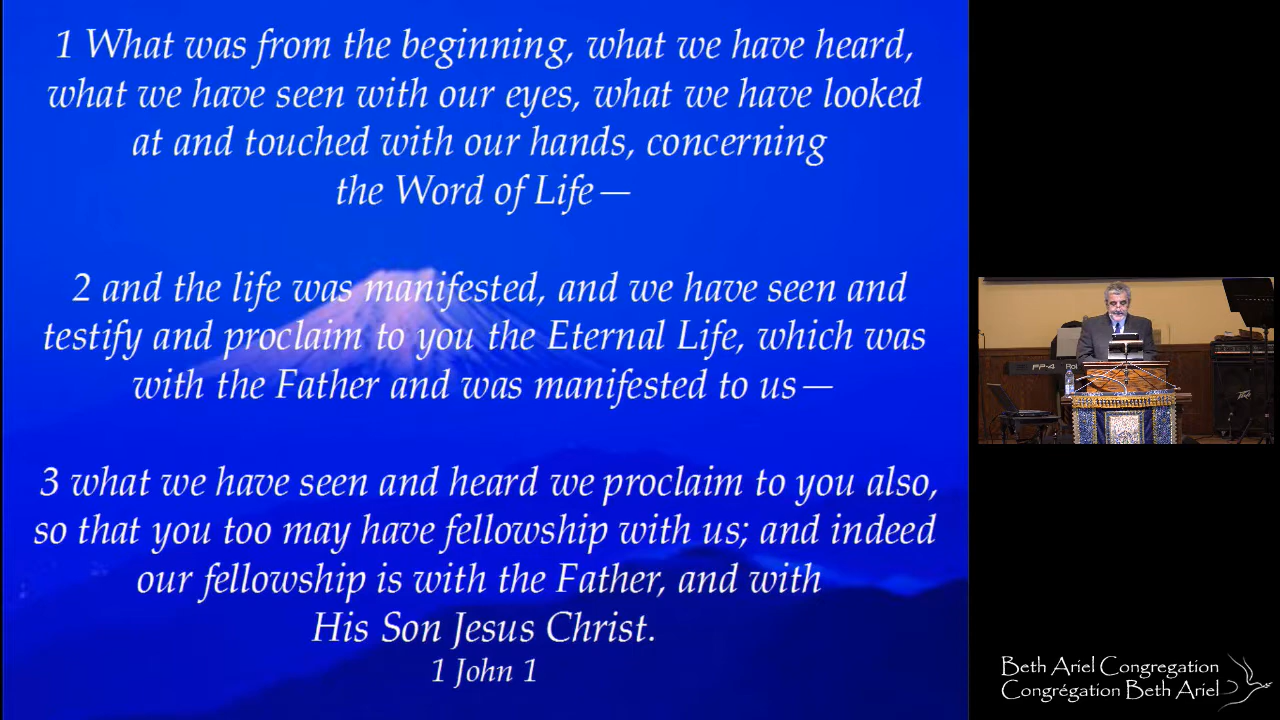 1 What was from the beginning, what we have heard,
what we have seen with our eyes, what we have looked
at and touched with our hands, concerning
the Word of Life—
2 and the life was manifested, and we have seen and
testify and proclaim to you the Eternal Life, which was
with the Father and was manifested to us—
3 what we have seen and heard we proclaim to you also,
so that you too may have fellowship with us; and indeed
our fellowship is with the Father, and with
His Son Jesus Christ.
1 John 1
FP-4 Rol
PEAVEY
Beth Ariel Congregation
Congrégation Beth Ariel